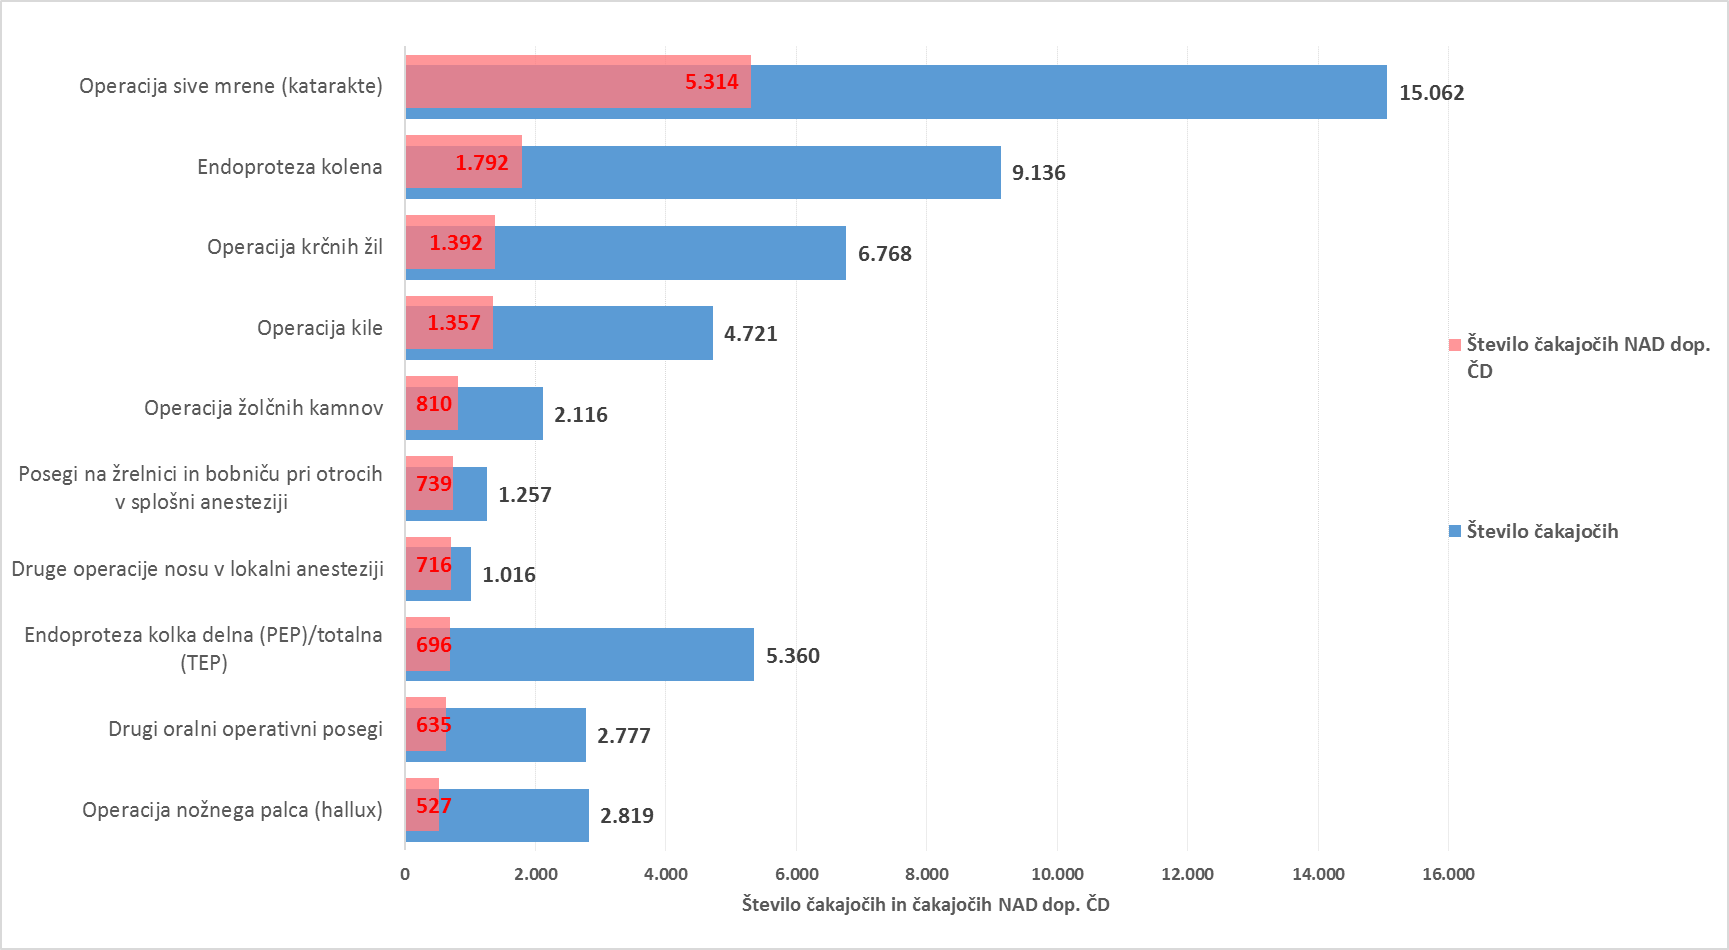 Operacija sive mrene (katarakte)
5.314
15.062
Endoproteza kolena
1.792
9.136
Operacija krčnih žil
1.392
6.768
Operacija kile
1.357
4.721
Operacija žolčnih kamnov
810
2.116
Posegi na žrelnici in bobniču pri otrocih
v splošni anesteziji
739
1.257
Druge operacije nosu v lokalni anesteziji
716
1.016
Endoproteza kolka delna (PEP)/totalna
(TEP)
696
5.360
Drugi oralni operativni posegi
635
2.777
Operacija nožnega palca (hallux)
527
2.819
0 2.000 4.000 6.000 8.000 10.000 12.000 14.000 16.000
Število čakajočih in čakajočih NAD dop. ČD
Število čakajočih NAD dop.
ČD
Število čakajočih